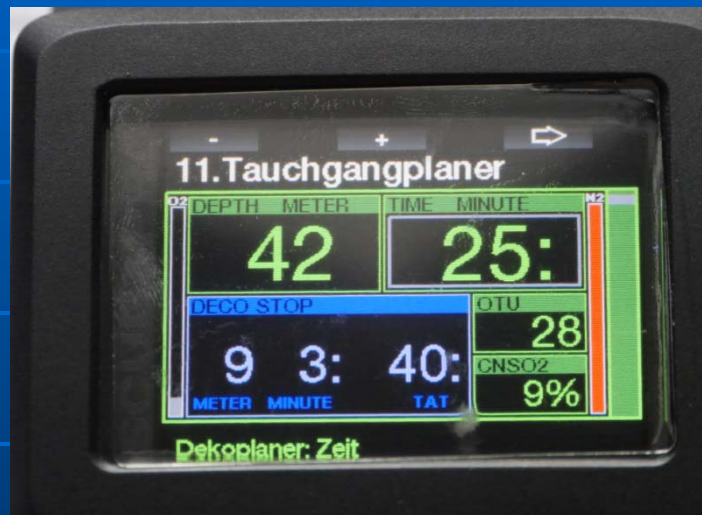 - + ⇨
11.Tauchgangplaner
O2 DEPTH METER TIME MINUTE N2
42 25:
DECO STOP OTU
28
9 3: 40: CNSO2
METER MINUTE TAT 9%
Dekoplaner: Zeit